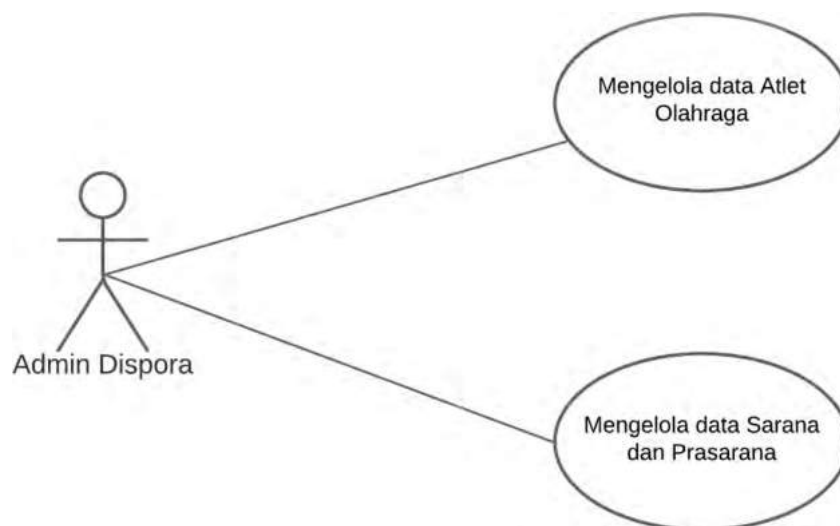 Mengelola data Atlet
Olahraga
Admin Dispora
Mengelola data Sarana
dan Prasarana